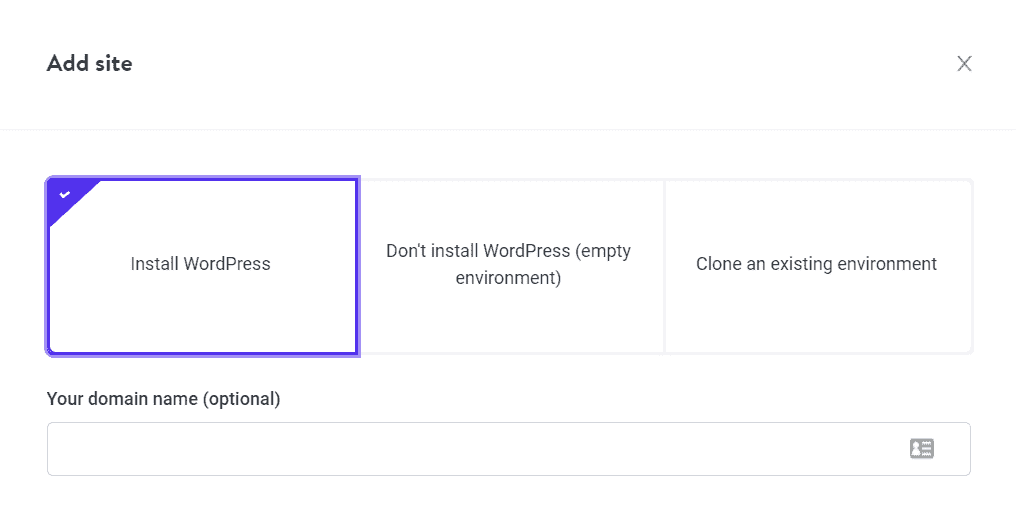 Add site
Install WordPress
Don't install WordPress (empty
environment)
Clone an existing environment
Your domain name (optional)